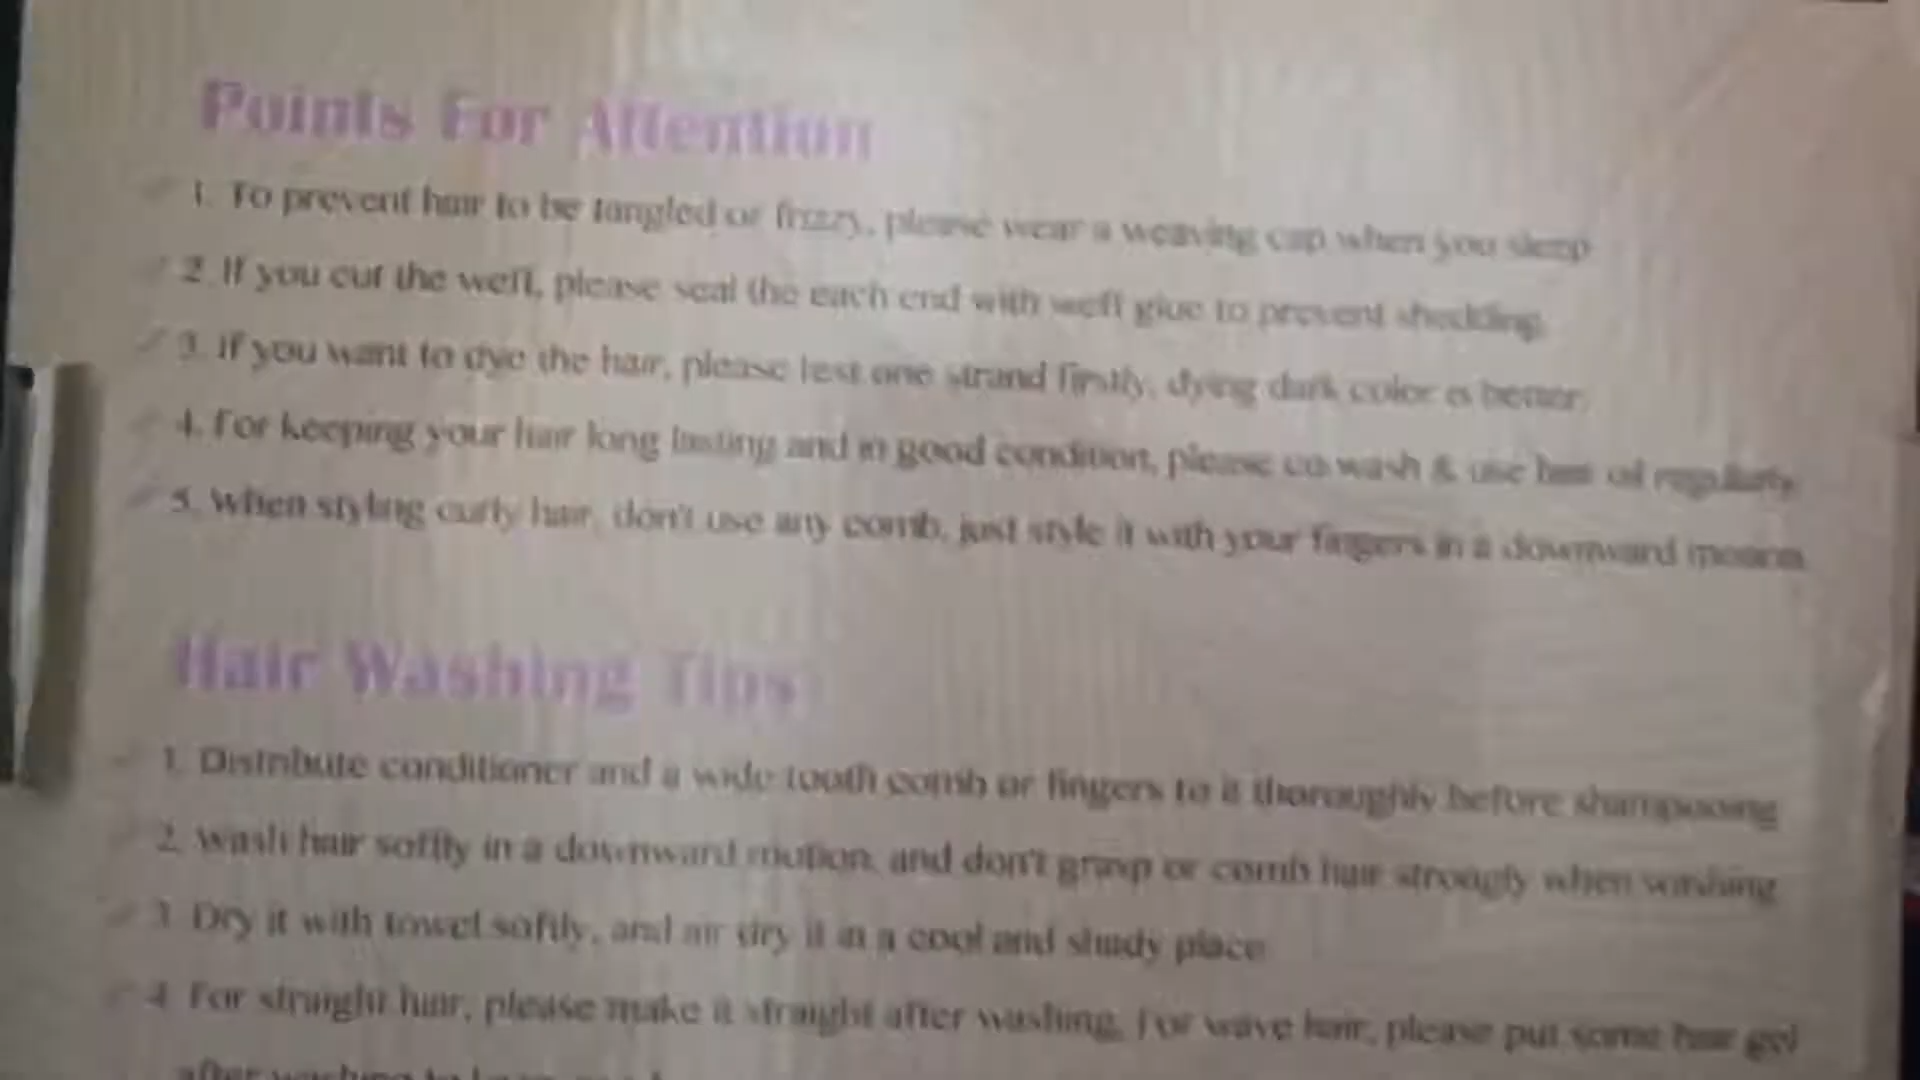 Points For Attention
1. To prevent hair to be tangled or frizzy, please wear a weaving cap when you sleep
2. If you cut the weft, please seal the each end with weft glue to prevent shedding.
3. If you want to dye the hair, please test one strand firstly, dying dark color is better.
4. For keeping your hair long lasting and in good condition, please co wash & use hair oil regularly
5. When styling curly hair, don't use any comb, just style it with your fingers in a downward motion
Hair Washing Tips
1. Distribute conditioner and a wide tooth comb or fingers to it thoroughly before shampooing
2. Wash hair softly in a downward motion, and don't grasp or comb hair strongly when washing
3. Dry it with towel softly, and air dry it in a cool and shady place
4. For straight hair, please make it straight after washing, For wave hair, please put some hair gel
after washing to